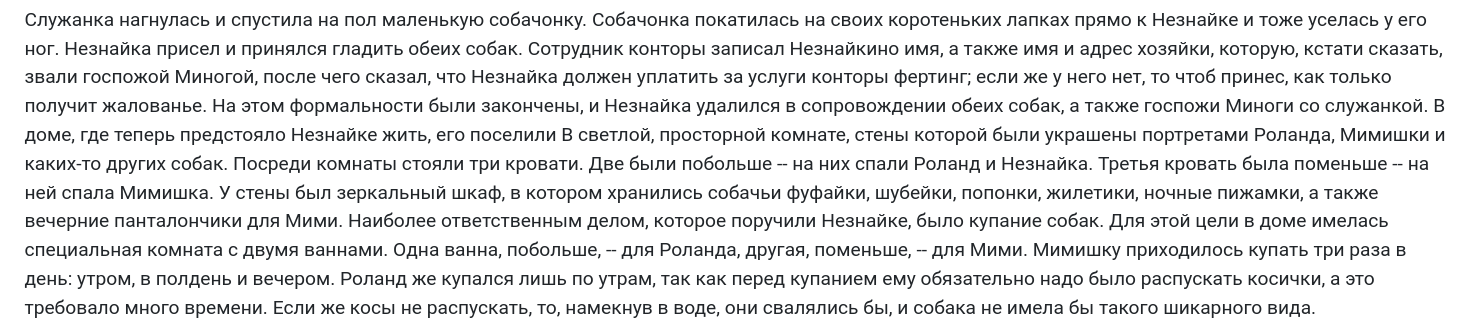 Служанка нагнулась и спустила на пол маленькую собачонку. Собачонка покатилась на своих коротеньких лапках прямо к Незнайке и тоже уселась у его
ног. Незнайка присел и принялся гладить обеих собак. Сотрудник конторы записал Незнайкино имя, а также имя и адрес хозяйки, которую, кстати сказать,
звали госпожой Миногой, после чего сказал, что Незнайка должен уплатить за услуги конторы фертинг; если же у него нет, то чтоб принес, как только
получит жалованье. На этом формальности были закончены, и Незнайка удалился в сопровождении обеих собак, а также госпожи Миноги со служанкой. В
доме, где теперь предстояло Незнайке жить, его поселили В светлой, просторной комнате, стены которой были украшены портретами Роланда, Мимишки и
каких-то других собак. Посреди комнаты стояли три кровати. Две были побольше -- на них спали Роланд и Незнайка. Третья кровать была поменьше -- на
ней спала Мимишка. У стены был зеркальный шкаф, в котором хранились собачьи фуфайки, шубейки, попонки, жилетики, ночные пижамки, а также
вечерние панталончики для Мими. Наиболее ответственным делом, которое поручили Незнайке, было купание собак. Для этой цели в доме имелась
специальная комната с двумя ваннами. Одна ванна, побольше, -- для Роланда, другая, поменьше, -- для Мими. Мимишку приходилось купать три раза в
день: утром, в полдень и вечером. Роланд же купался лишь по утрам, так как перед купанием ему обязательно надо было распускать косички, а это
требовало много времени. Если же косы не распускать, то, намекнув в воде, они свалялись бы, и собака не имела бы такого шикарного вида.